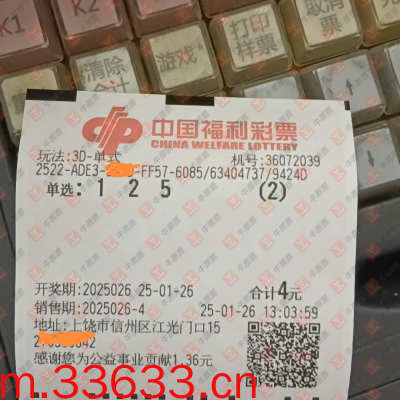 K1
K2
清除
合计
游戏
打印
样票
取消
票
中国福利彩票
CHINA WELFARE LOTTERY
玩法:3D-单式
机号:36072039
2522-ADE3-
FF57-6085/63404737/9424D
单选: 1 2 5 (2)
开奖期:2025026 25-01-26 合计4元
销售期:2025026-4 25-01-26 13:03:59
地址:上饶市信州区江光门口15
感谢您为公益事业贡献1.36元
m.33633.cn